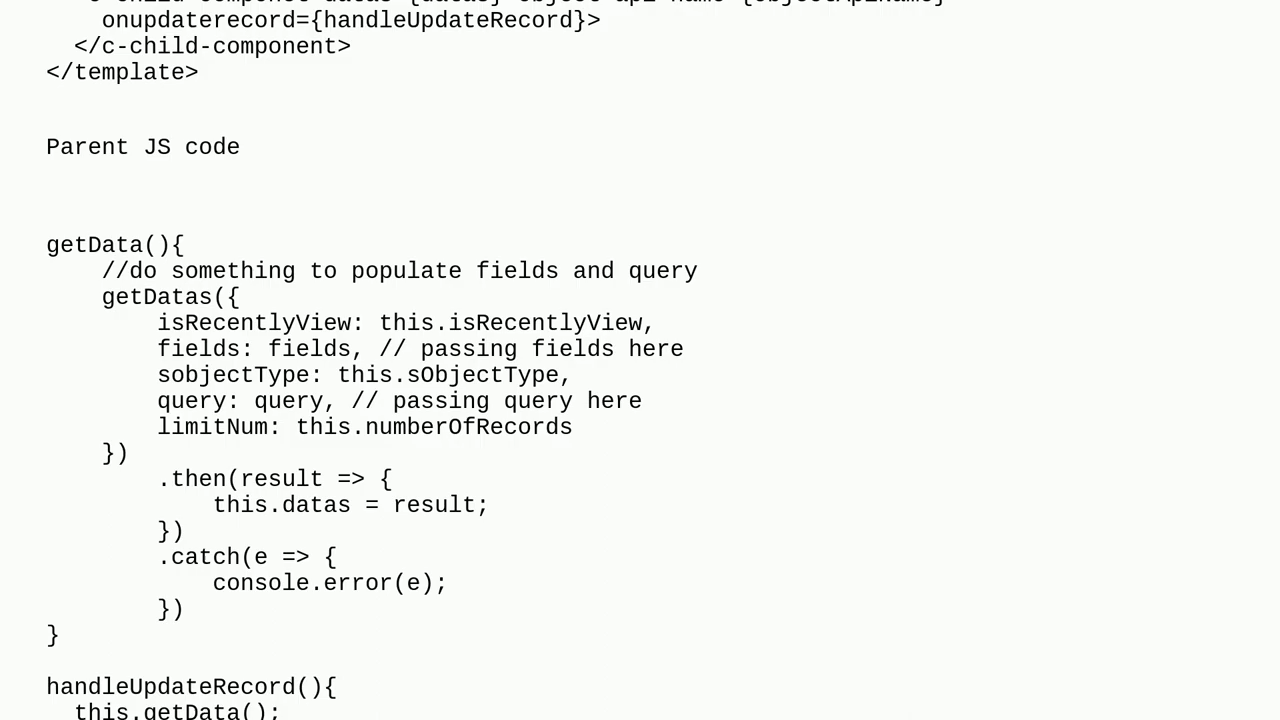 onupdaterecord={handleUpdateRecord}>
</c-child-component>
</template>
Parent JS code
getData(){
//do something to populate fields and query
getDatas({
isRecentlyView: this.isRecentlyView,
fields: fields, // passing fields here
sobjectType: this.sObjectType,
query: query, // passing query here
limitNum: this.numberOfRecords
})
.then(result => {
this.datas = result;
})
.catch(e => {
console.error(e);
})
}
handleUpdateRecord(){
this.getData();